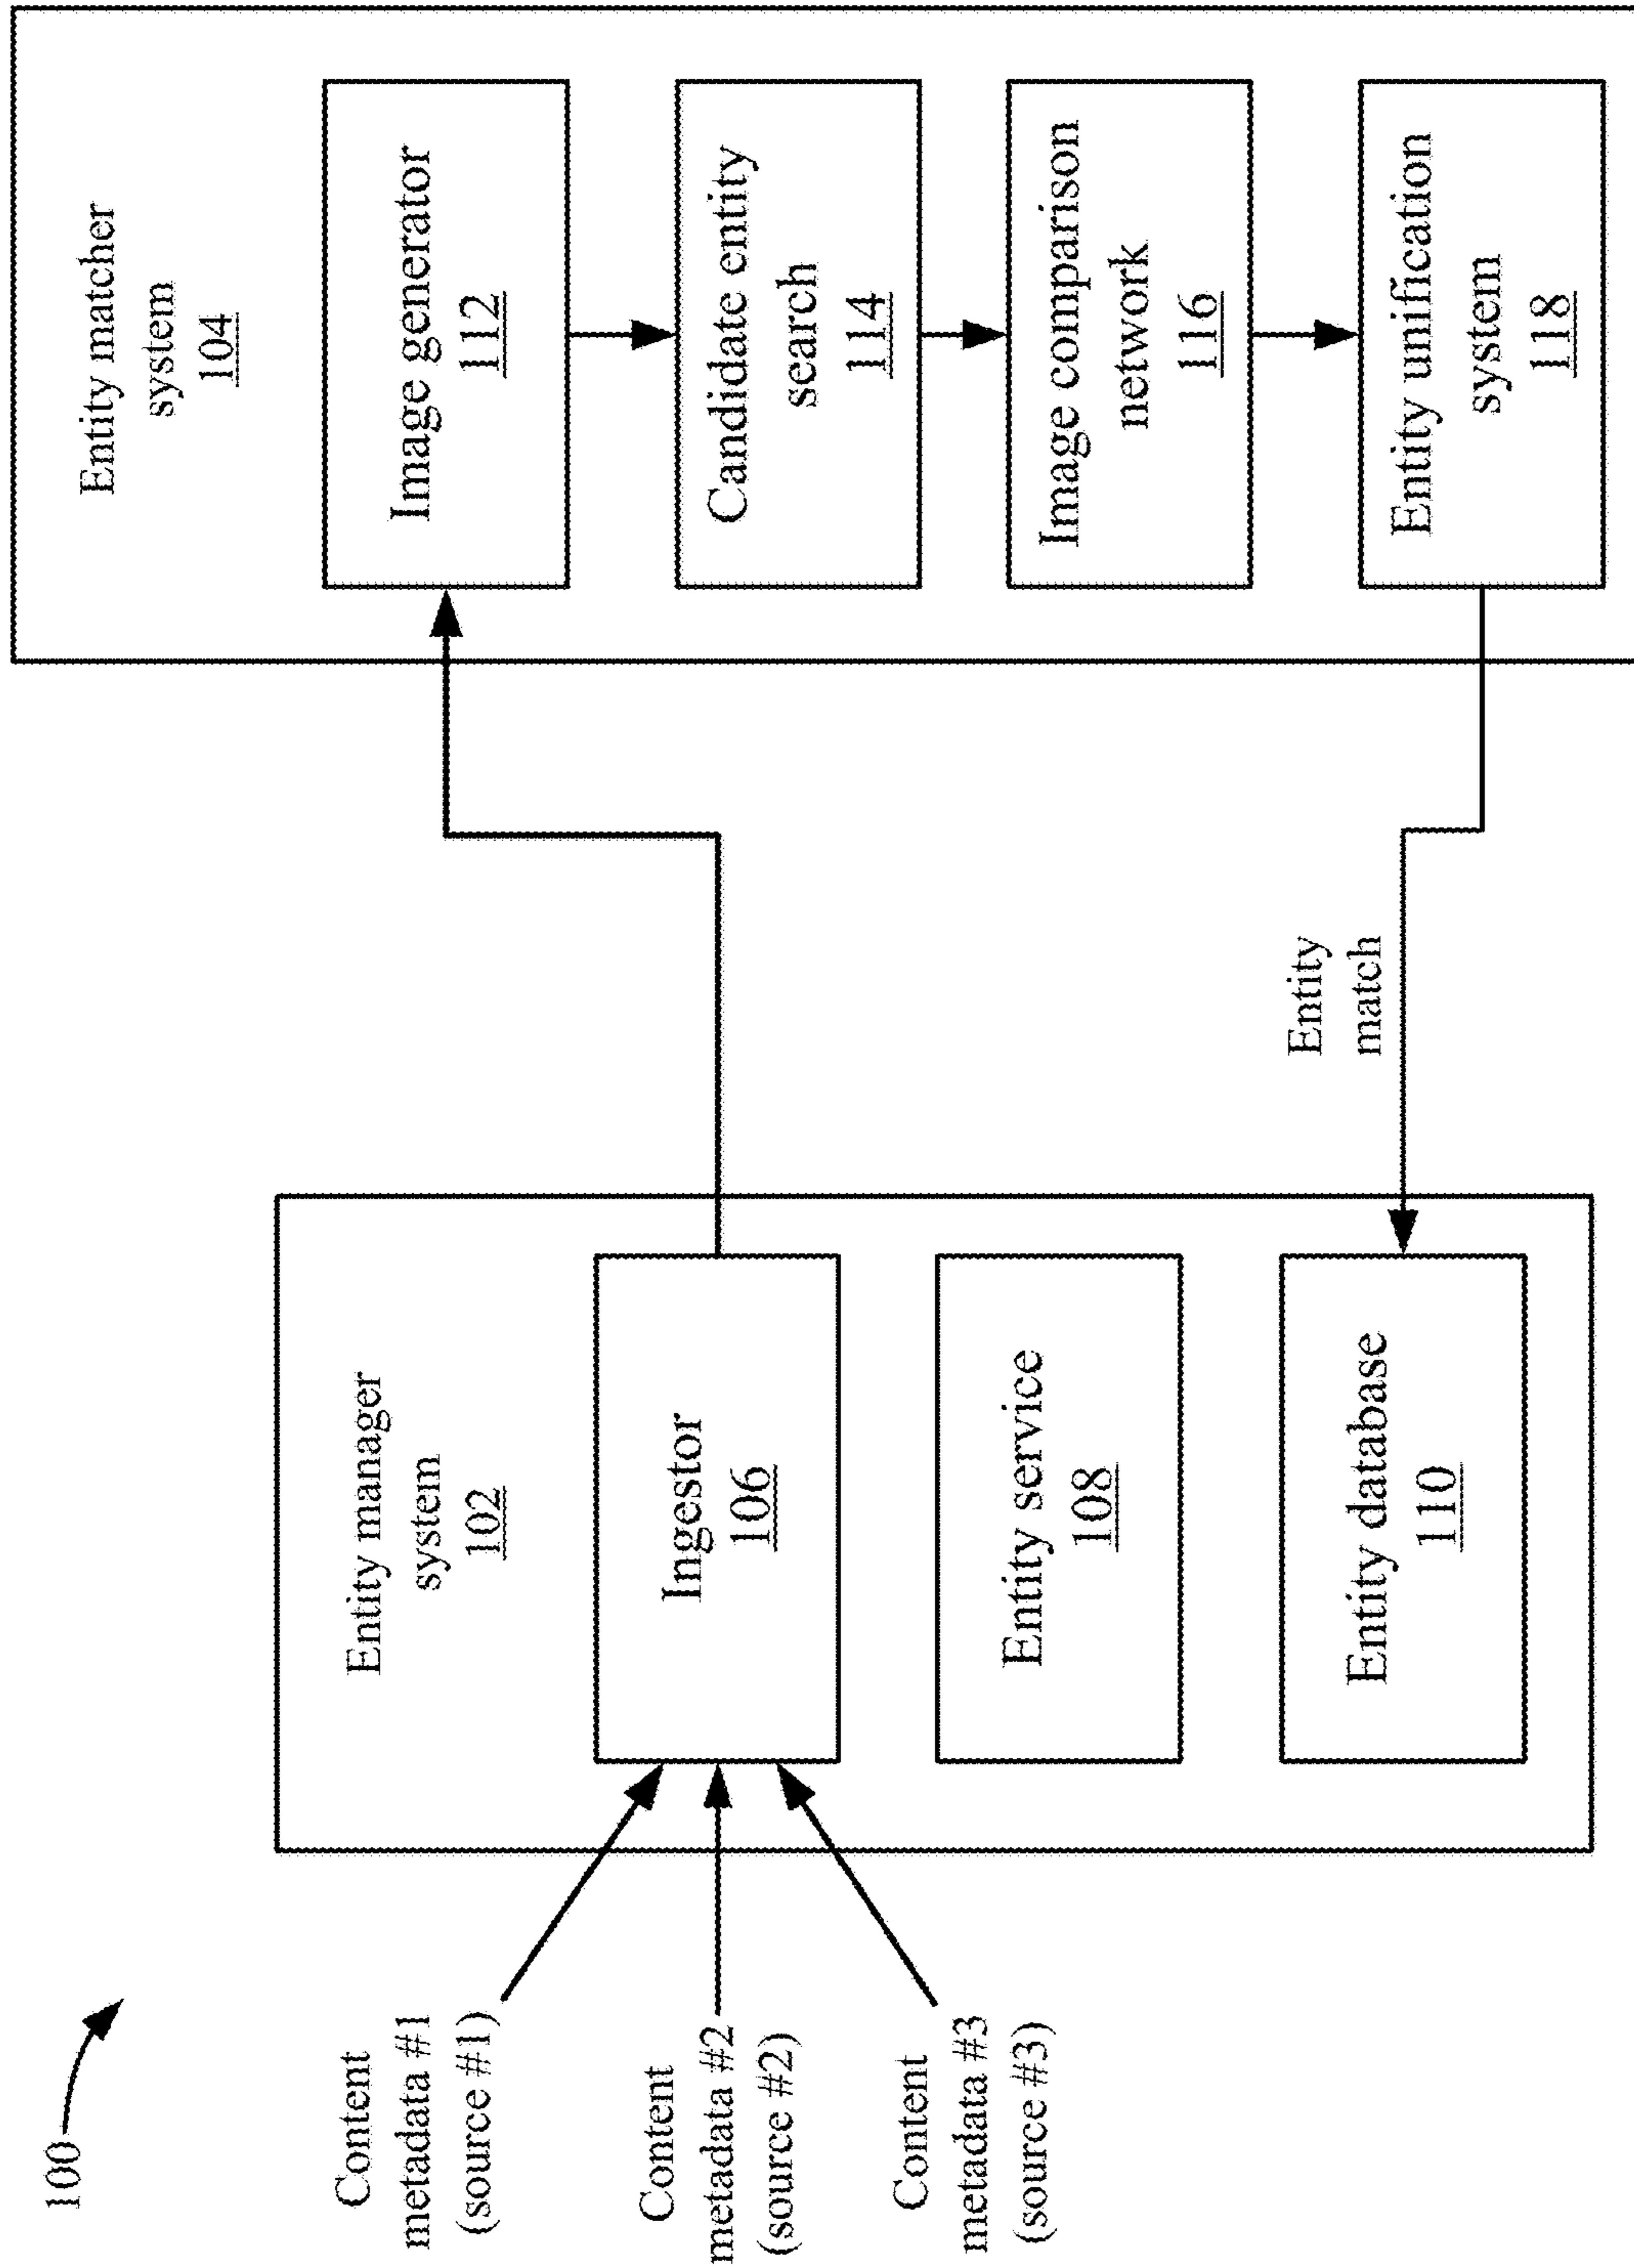 100
Content
metadata #1
(source #1)
Content
metadata #2
(source #2)
Content
metadata #3
(source #3)
Entity manager
system
102
Ingestor
106
Entity service
108
Entity database
110
Entity
match
Entity matcher
system
104
Image generator
112
Candidate entity
search
114
Image comparison
network
116
Entity unification
system
118